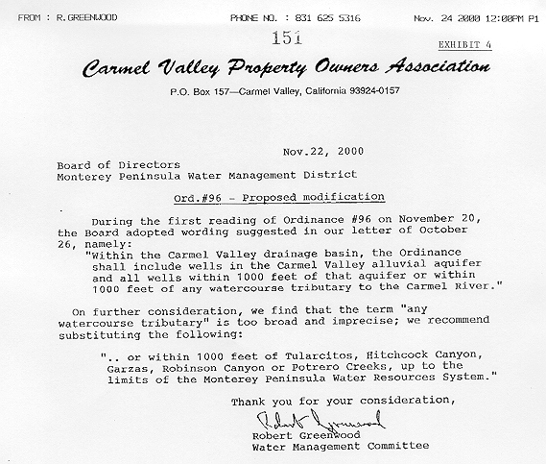 FROM : R.GREENWOOD PHONE NO. : 831 625 5316 Nov. 24 2000 12:00PM P1
151
EXHIBIT 4
Carmel Valley Property Owners Association
P.O. Box 157—Carmel Valley, California 93924-0157
Nov.22, 2000
Board of Directors
Monterey Peninsula Water Management District
Ord.#96 - Proposed modification
During the first reading of Ordinance #96 on November 20,
the Board adopted wording suggested in our letter of October
26, namely:
"Within the Carmel Valley drainage basin, the Ordinance
shall include wells in the Carmel Valley alluvial aquifer
and all wells within 1000 feet of that aquifer or within
1000 feet of any watercourse tributary to the Carmel River."
On further consideration, we find that the term "any
watercourse tributary" is too broad and imprecise; we recommend
substituting the following:
".. or within 1000 feet of Tularcitos, Hitchcock Canyon,
Garzas, Robinson Canyon or Potrero Creeks, up to the
limits of the Monterey Peninsula Water Resources System."
Thank you for your consideration,
Robert Greenwood
Robert Greenwood
Water Management Committee